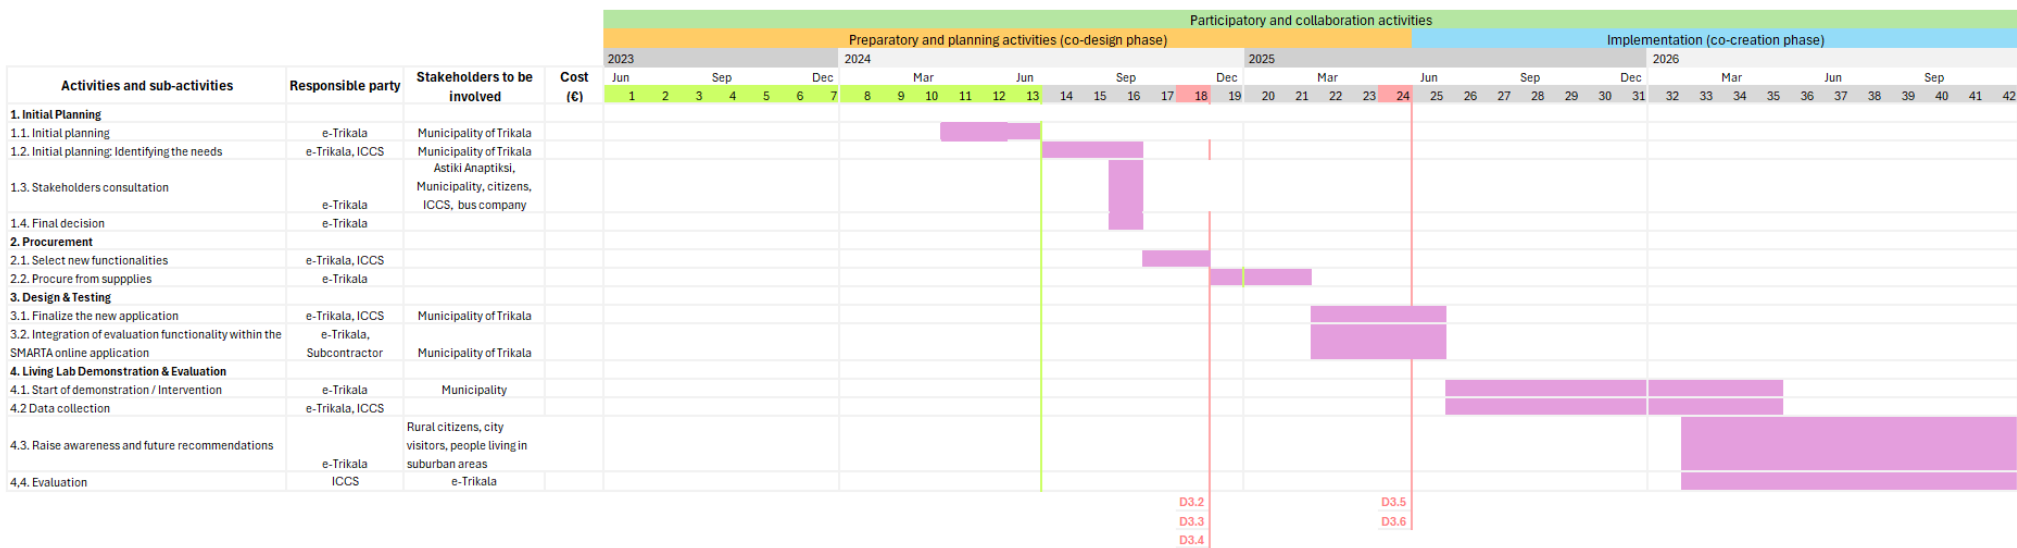 Participatory and collaboration activities
Preparatory and planning activities (co-design phase) Implementation (co-creation phase)
2023 2024 2025 2026
Activities and sub-activities Responsible party Stakeholders to be involved Cost (€) Jun Sep Dec Mar Jun Sep Dec Mar Jun Sep Dec Mar Jun Sep
1 2 3 4 5 6 7 8 9 10 11 12 13 14 15 16 17 18 19 20 21 22 23 24 25 26 27 28 29 30 31 32 33 34 35 36 37 38 39 40 41 42
1. Initial Planning
1.1. Initial planning e-Trikala Municipality of Trikala
1.2. Initial planning: Identifying the needs e-Trikala, ICCS Municipality of Trikala
1.3. Stakeholders consultation e-Trikala Astiki Anaptiksi, Municipality, citizens, ICCS, bus company
1.4. Final decision e-Trikala
2. Procurement
2.1. Select new functionalities e-Trikala, ICCS
2.2. Procure from suppplies e-Trikala
3. Design & Testing
3.1. Finalize the new application e-Trikala, ICCS Municipality of Trikala
3.2. Integration of evaluation functionality within the SMARTA online application e-Trikala, Subcontractor Municipality of Trikala
4. Living Lab Demonstration & Evaluation
4.1. Start of demonstration / Intervention e-Trikala Municipality
4.2 Data collection e-Trikala, ICCS
4.3. Raise awareness and future recommendations e-Trikala Rural citizens, city visitors, people living in suburban areas
4,4. Evaluation ICCS e-Trikala
D3.2 D3.5
D3.3 D3.6
D3.4